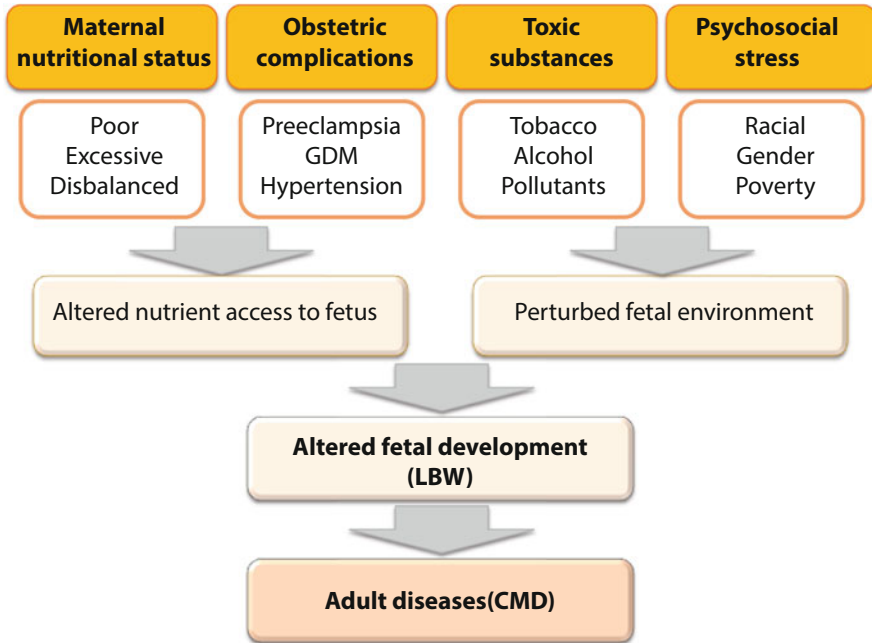 Maternal
nutritional status
Obstetric
complications
Toxic
substances
Psychosocial
stress
Poor
Excessive
Disbalanced
Preeclampsia
GDM
Hypertension
Tobacco
Alcohol
Pollutants
Racial
Gender
Poverty
Altered nutrient access to fetus
Perturbed fetal environment
Altered fetal development
(LBW)
Adult diseases(CMD)